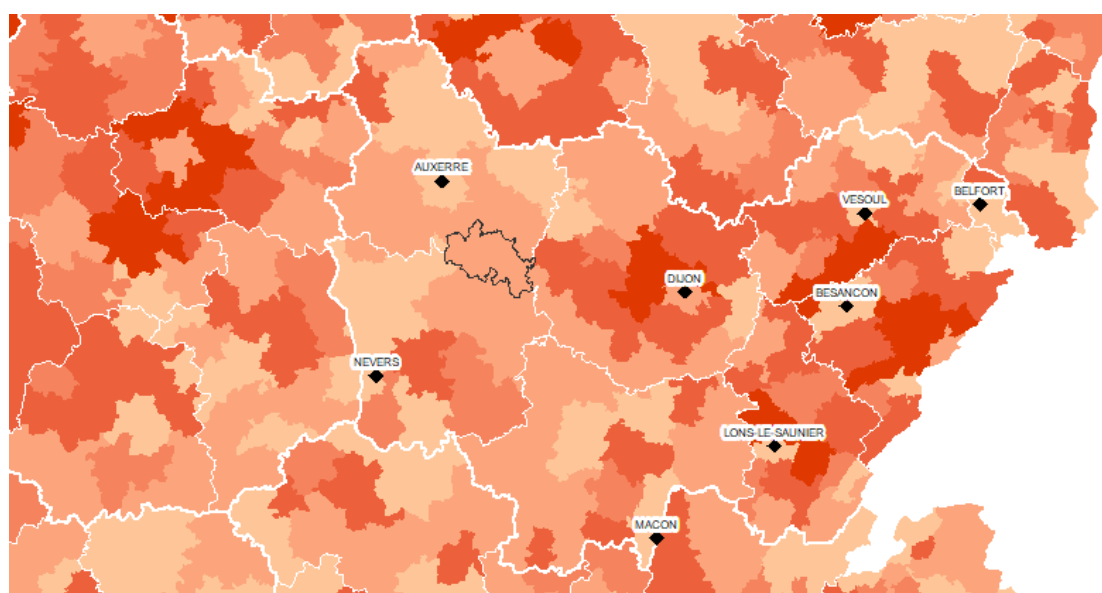 AUXERRE
BELFORT
VESOUL
DIJON
BESANCON
NEVERS
LONS-LE-SAUNIER
MACON